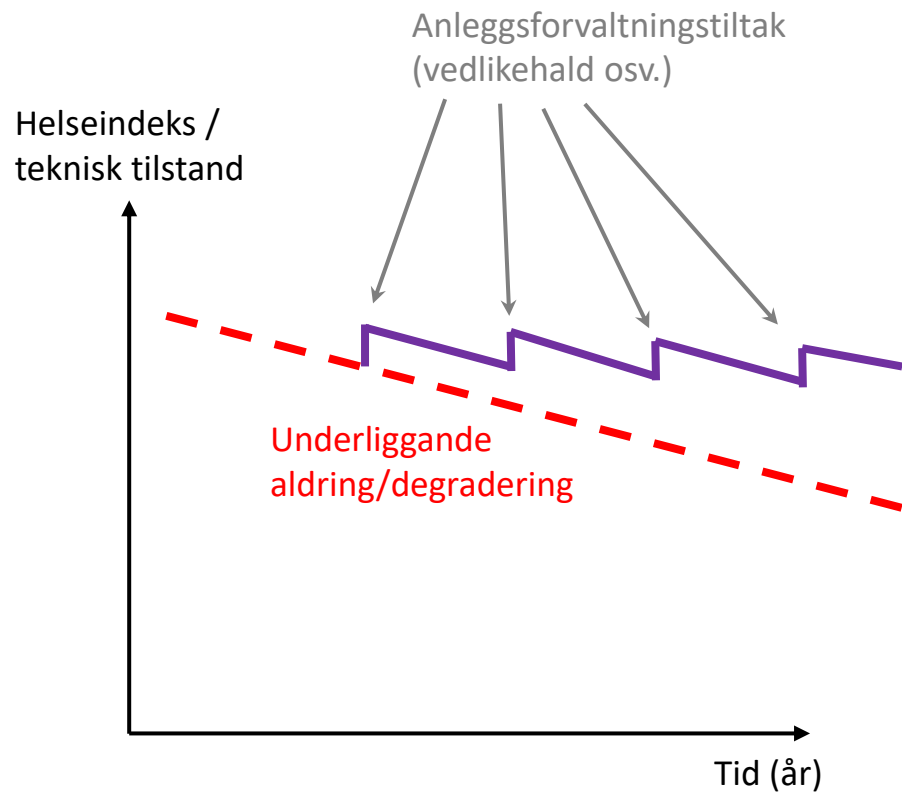 Anleggsforvaltningstiltak
(vedlikehald osv.)
Helseindeks /
teknisk tilstand
Underliggande
aldring/degradering
Tid (år)